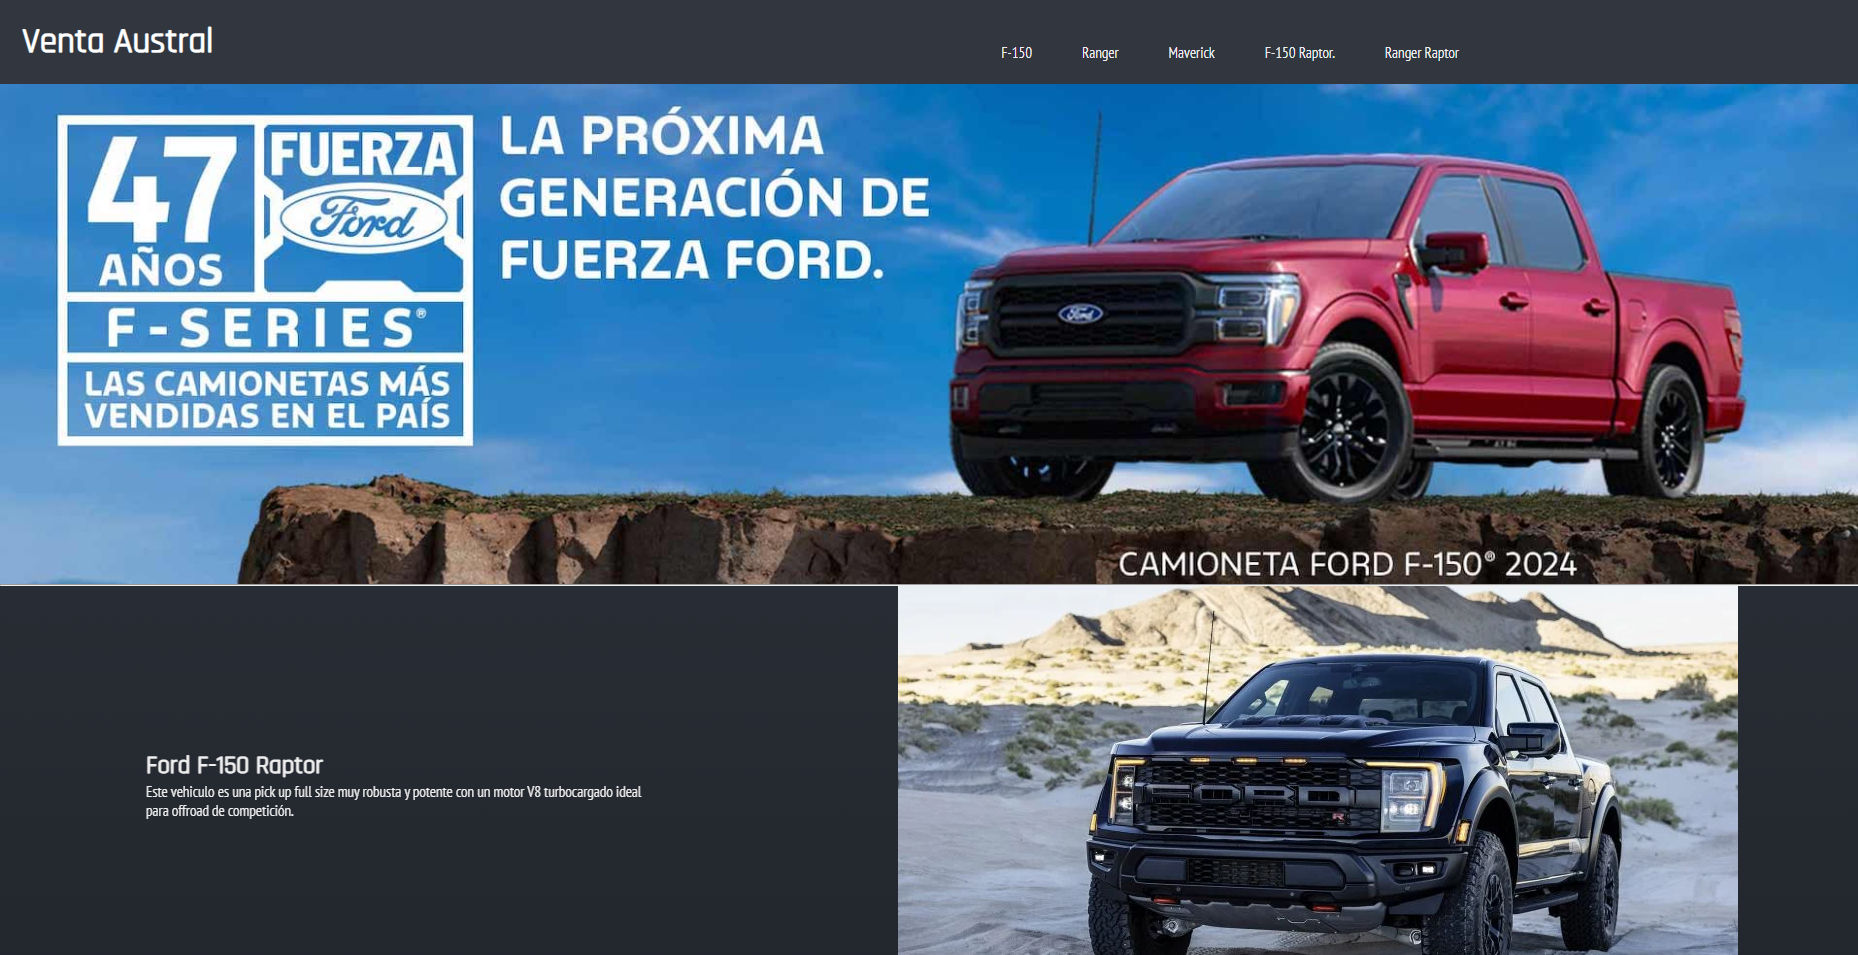 Venta Austral
F-150 Ranger Maverick F-150 Raptor. Ranger Raptor
47
AÑOS
FUERZA
Ford
F-SERIES®
LAS CAMIONETAS MÁS
VENDIDAS EN EL PAÍS
LA PRÓXIMA
GENERACIÓN DE
FUERZA FORD.
Ford
CAMIONETA FORD F-150® 2024
Ford F-150 Raptor
Este vehiculo es una pick up full size muy robusta y potente con un motor V8 turbocargado ideal
para offroad de competición.
FORD
R